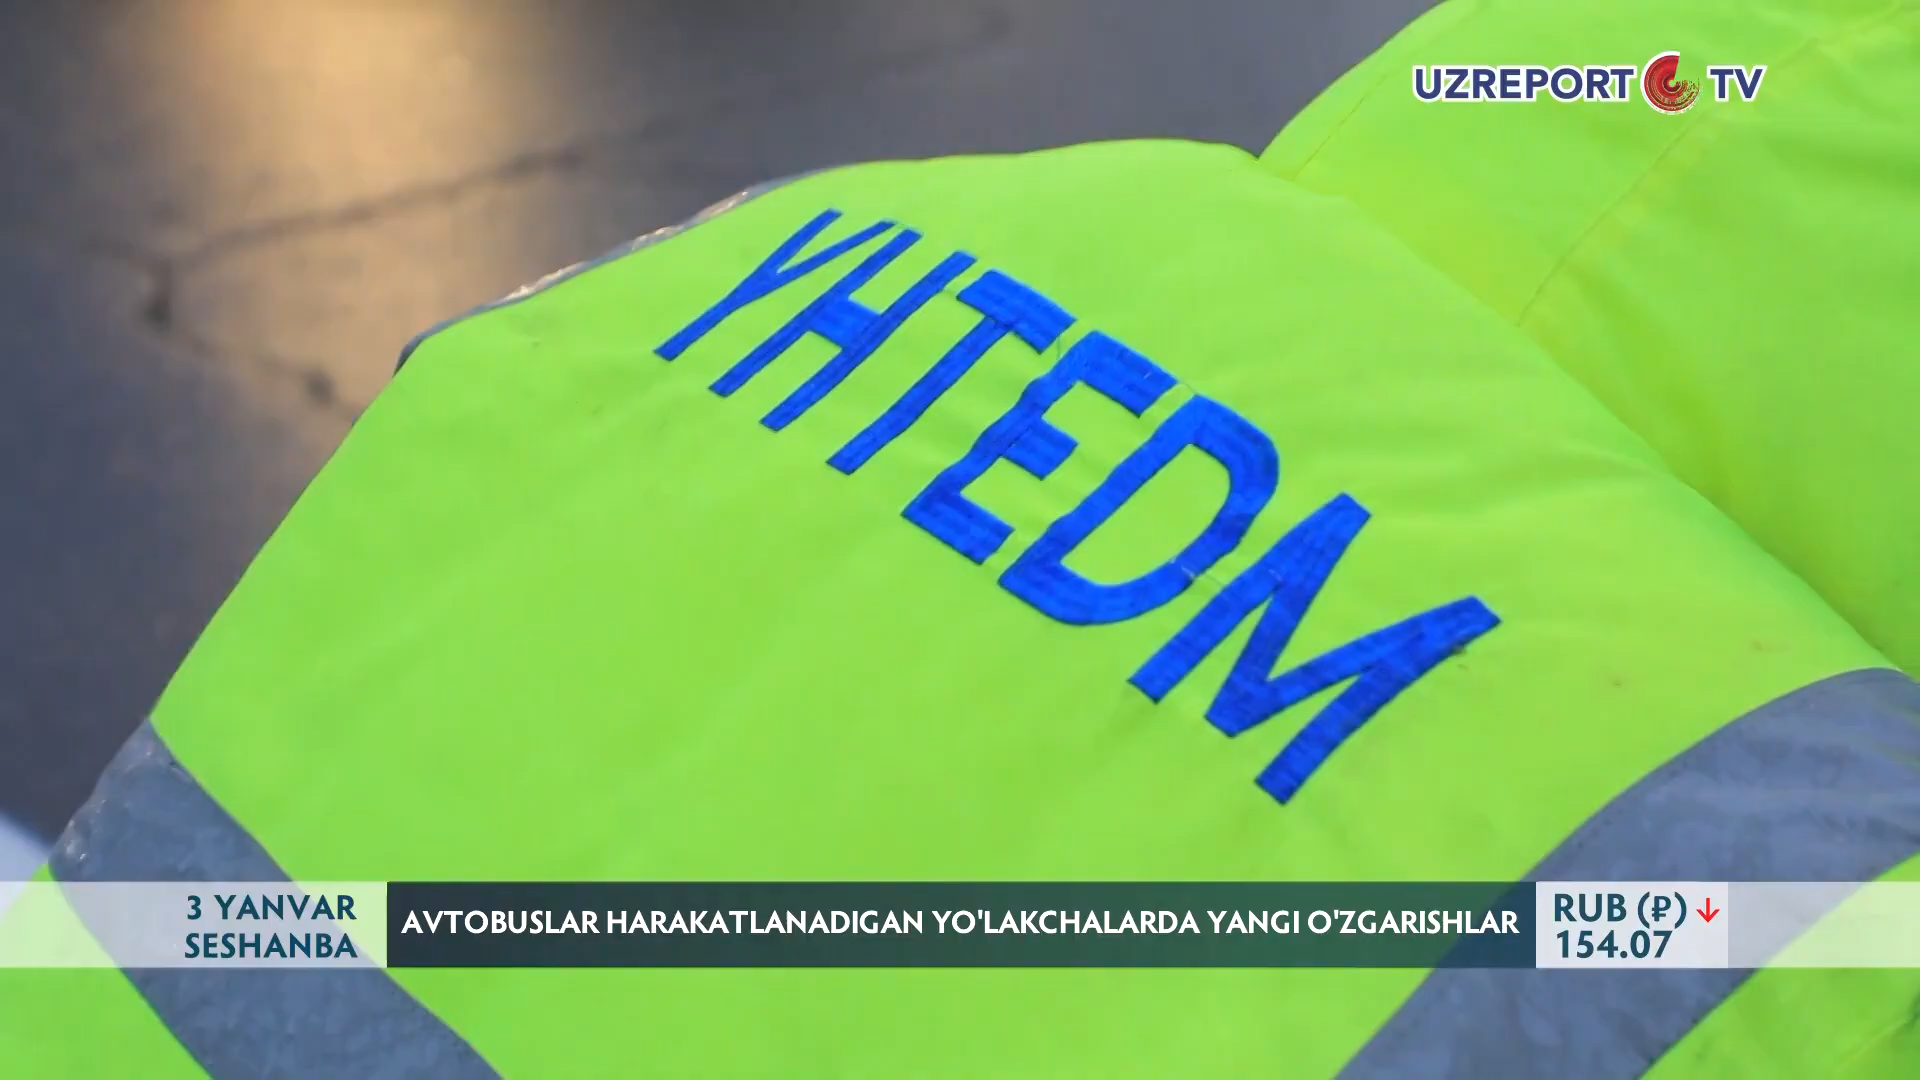 UZREPORT TV
YHTEDM
3 YANVAR
SESHANBA
AVTOBUSLAR HARAKATLANADIGAN YO'LAKCHALARDA YANGI O'ZGARISHLAR
RUB (₽) ↓
154.07